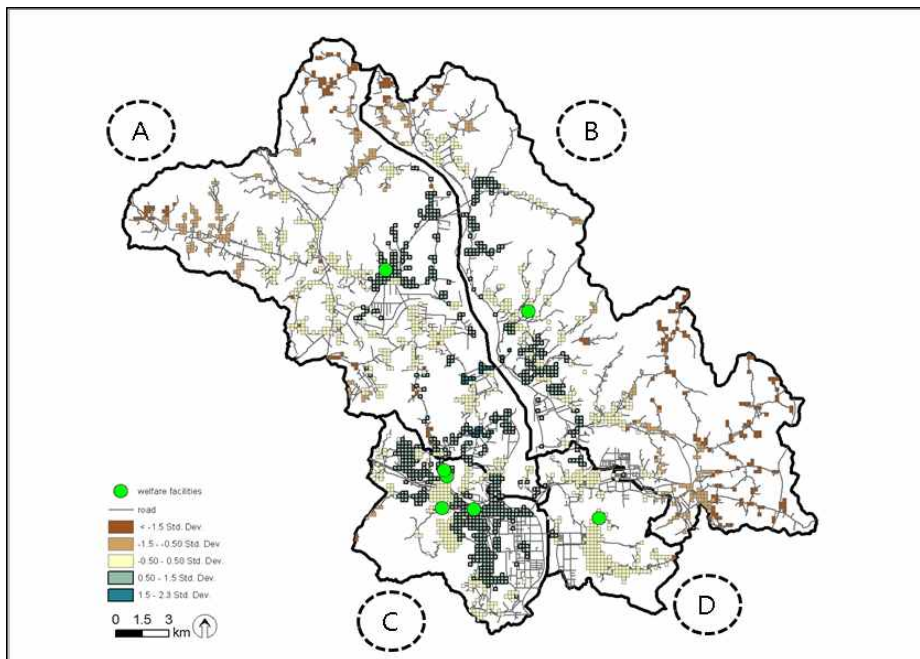 A
B
welfare facilities
road
< -1.5 Std. Dev.
-1.5 - -0.50 Std. Dev.
-0.50 - 0.50 Std. Dev.
0.50 - 1.5 Std. Dev.
1.5 - 2.3 Std. Dev.
0 1.5 3
km
C
D